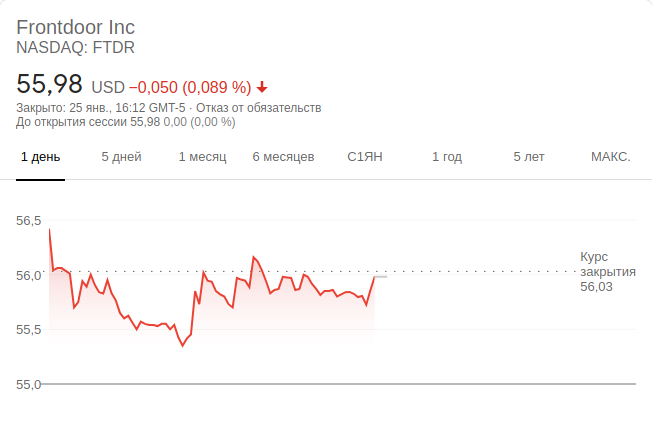 Frontdoor Inc
NASDAQ: FTDR
55,98 USD −0,050 (0,089 %)
Закрыто: 25 янв., 16:12 GMT-5 · Отказ от обязательств
До открытия сессии 55,98 0,00 (0,00 %)
1 день 5 дней 1 месяц 6 месяцев С1ЯН 1 год 5 лет МАКС.
56,5
56,0
55,5
55,0
Курс
закрытия
56,03